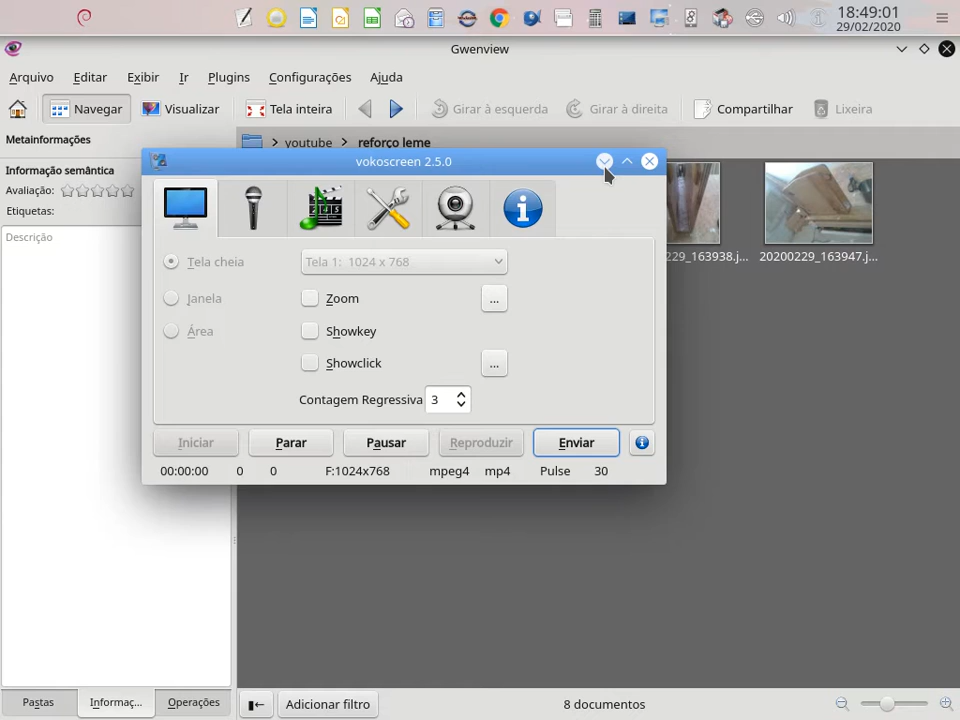 18:49:01
29/02/2020
Gwenview
Arquivo Editar Exibir Ir Plugins Configurações Ajuda
Navegar Visualizar Tela inteira Girar à esquerda Girar à direita Compartilhar Lixeira
Metainformações
> youtube > reforço leme
Informação semântica
Avaliação:
Etiquetas:
Descrição
vokoscreen 2.5.0
Tela cheia Tela 1: 1024 x 768
Janela Zoom ...
Área Showkey
Showclick ...
Contagem Regressiva 3
Iniciar Parar Pausar Reproduzir Enviar
00:00:00 0 0 F:1024x768 mpeg4 mp4 Pulse 30
229_163938.j... 20200229_163947.j...
Pastas Informaç... Operações Adicionar filtro 8 documentos